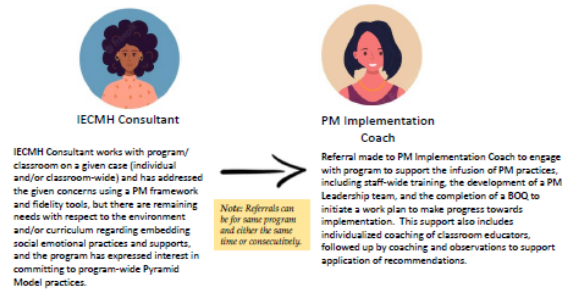 IECMH Consultant
IECMH Consultant works with program/
classroom on a given case (individual
and/or classroom-wide) and has addressed
the given concerns using a PM framework
and fidelity tools, but there are remaining
needs with respect to the environment
and/or curriculum regarding embedding
social emotional practices and supports,
and the program has expressed interest in
committing to program-wide Pyramid
Model practices.
Note: Referrals can
be for same program
and either the same
time or consecutively.
PM Implementation
Coach
Referral made to PM Implementation Coach to engage
with program to support the infusion of PM practices,
including staff-wide training, the development of a PM
Leadership team, and the completion of a BOQ to
initiate a work plan to make progress towards
implementation. This support also includes
individualized coaching of classroom educators,
followed up by coaching and observations to support
application of recommendations.